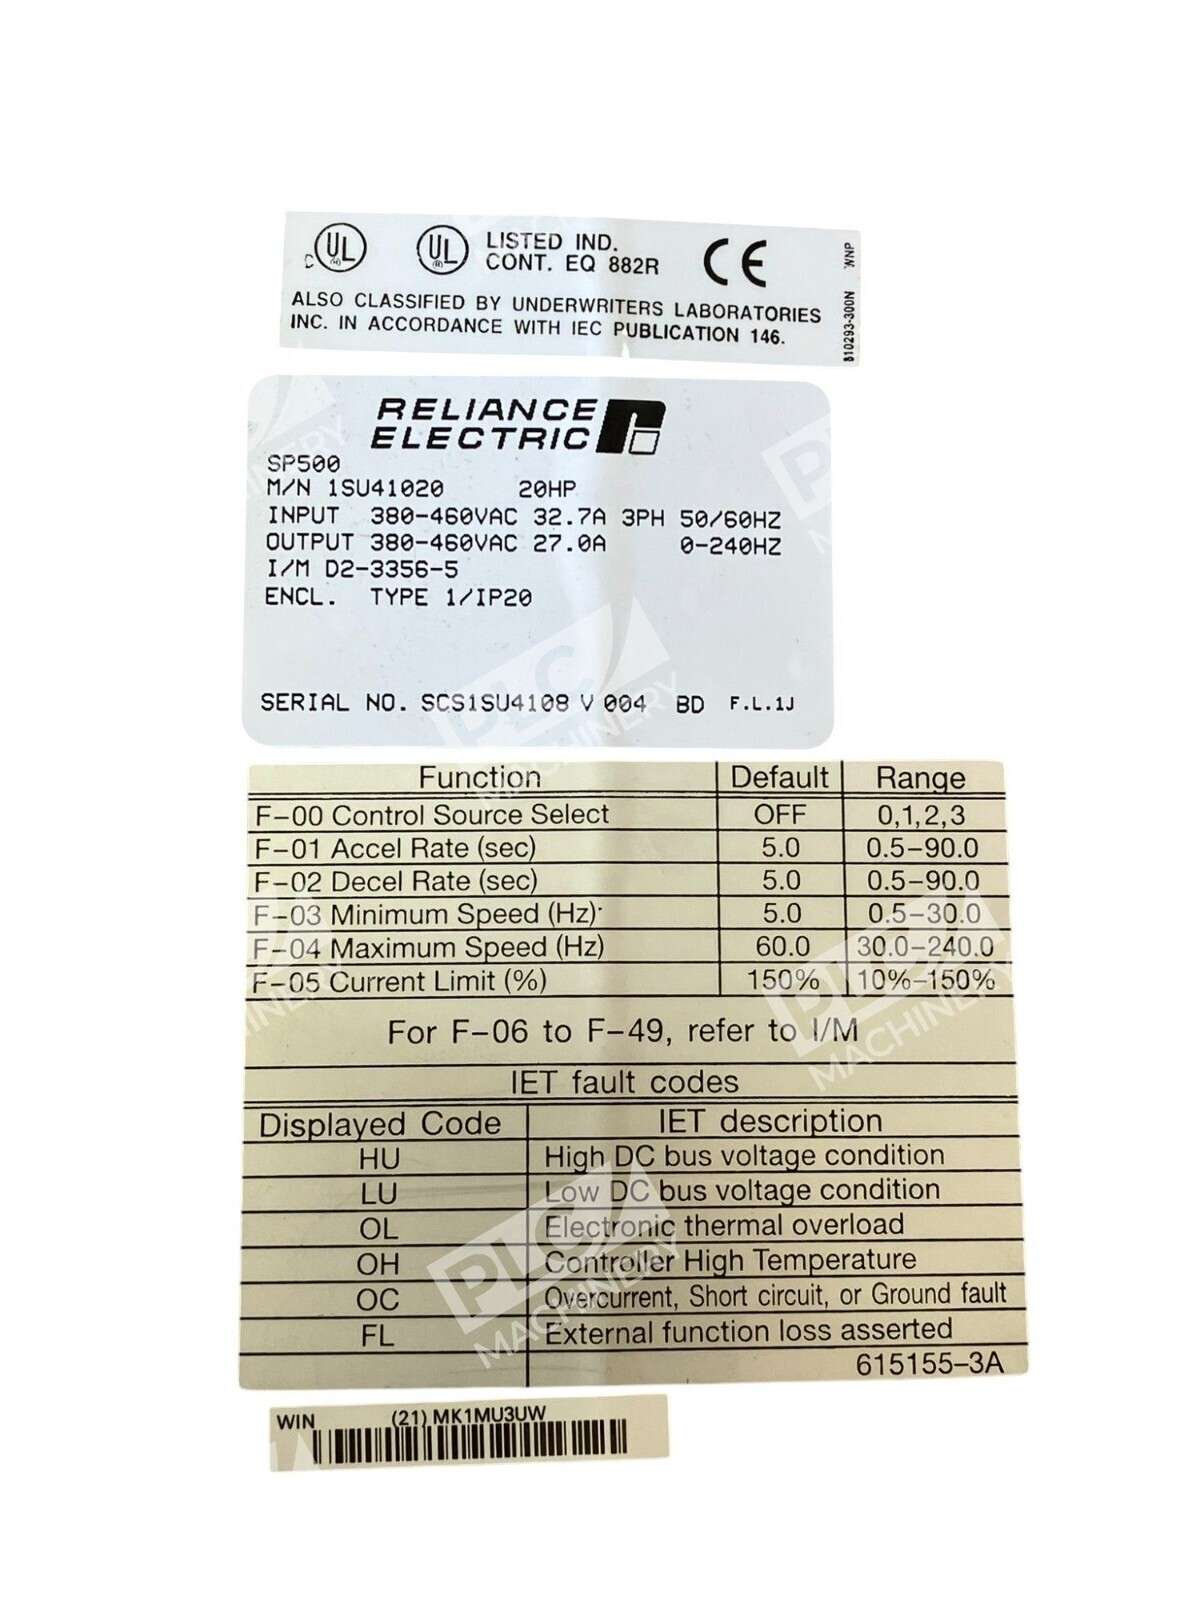 c UL UL LISTED IND.
CONT. EQ 882R CE
ALSO CLASSIFIED BY UNDERWRITERS LABORATORIES
INC. IN ACCORDANCE WITH IEC PUBLICATION 146.
810293-300N WNP
RELIANCE
ELECTRIC
SP500
M/N 1SU41020 20HP
INPUT 380-460VAC 32.7A 3PH 50/60HZ
OUTPUT 380-460VAC 27.0A 0-240HZ
I/M D2-3356-5
ENCL. TYPE 1/IP20
SERIAL NO. SCS1SU4108 V 004 BD F.L.1J
Function Default Range
F-00 Control Source Select OFF 0,1,2,3
F-01 Accel Rate (sec) 5.0 0.5-90.0
F-02 Decel Rate (sec) 5.0 0.5-90.0
F-03 Minimum Speed (Hz) 5.0 0.5-30.0
F-04 Maximum Speed (Hz) 60.0 30.0-240.0
F-05 Current Limit (%) 150% 10%-150%
For F-06 to F-49, refer to I/M
IET fault codes
Displayed Code IET description
HU High DC bus voltage condition
LU Low DC bus voltage condition
OL Electronic thermal overload
OH Controller High Temperature
OC Overcurrent, Short circuit, or Ground fault
FL External function loss asserted
615155-3A
WIN (21) MK1MU3UW
PLC MACHINERY